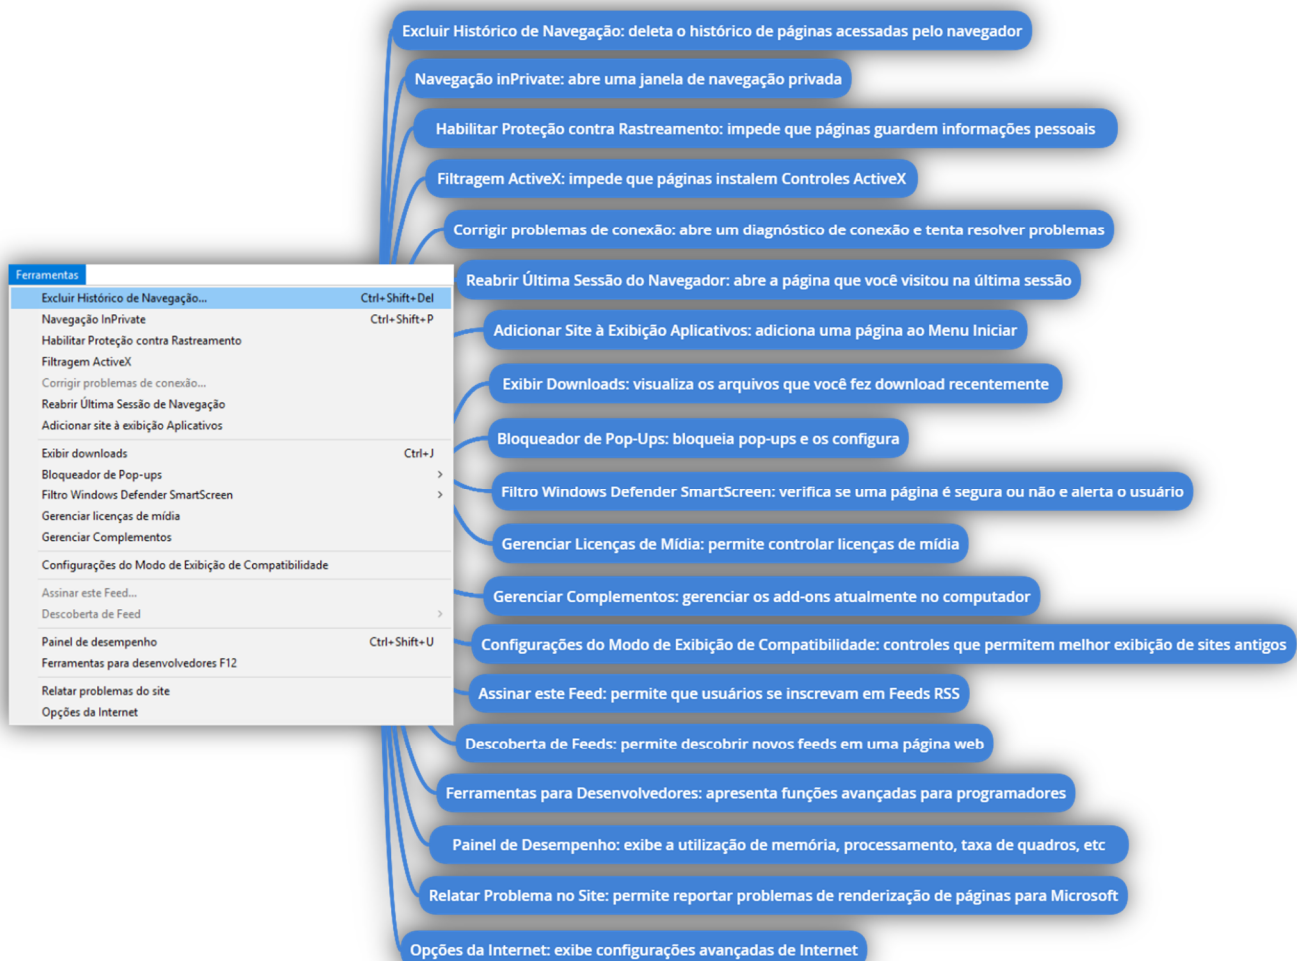 Excluir Histórico de Navegação: deleta o histórico de páginas acessadas pelo navegador
Navegação inPrivate: abre uma janela de navegação privada
Habilitar Proteção contra Rastreamento: impede que páginas guardem informações pessoais
Filtragem ActiveX: impede que páginas instalem Controles ActiveX
Corrigir problemas de conexão: abre um diagnóstico de conexão e tenta resolver problemas
Reabrir Última Sessão do Navegador: abre a página que você visitou na última sessão
Adicionar Site à Exibição Aplicativos: adiciona uma página ao Menu Iniciar
Exibir Downloads: visualiza os arquivos que você fez download recentemente
Bloqueador de Pop-Ups: bloqueia pop-ups e os configura
Filtro Windows Defender SmartScreen: verifica se uma página é segura ou não e alerta o usuário
Gerenciar Licenças de Mídia: permite controlar licenças de mídia
Gerenciar Complementos: gerenciar os add-ons atualmente no computador
Configurações do Modo de Exibição de Compatibilidade: controles que permitem melhor exibição de sites antigos
Assinar este Feed: permite que usuários se inscrevam em Feeds RSS
Descoberta de Feeds: permite descobrir novos feeds em uma página web
Ferramentas para Desenvolvedores: apresenta funções avançadas para programadores
Painel de Desempenho: exibe a utilização de memória, processamento, taxa de quadros, etc
Relatar Problema no Site: permite reportar problemas de renderização de páginas para Microsoft
Opções da Internet: exibe configurações avançadas de Internet
Ferramentas
Excluir Histórico de Navegação... Ctrl+Shift+Del
Navegação InPrivate Ctrl+Shift+P
Habilitar Proteção contra Rastreamento
Filtragem ActiveX
Corrigir problemas de conexão...
Reabrir Última Sessão de Navegação
Adicionar site à exibição Aplicativos
Exibir downloads Ctrl+J
Bloqueador de Pop-ups
Filtro Windows Defender SmartScreen
Gerenciar licenças de mídia
Gerenciar Complementos
Configurações do Modo de Exibição de Compatibilidade
Assinar este Feed...
Descoberta de Feed
Painel de desempenho Ctrl+Shift+U
Ferramentas para desenvolvedores F12
Relatar problemas do site
Opções da Internet